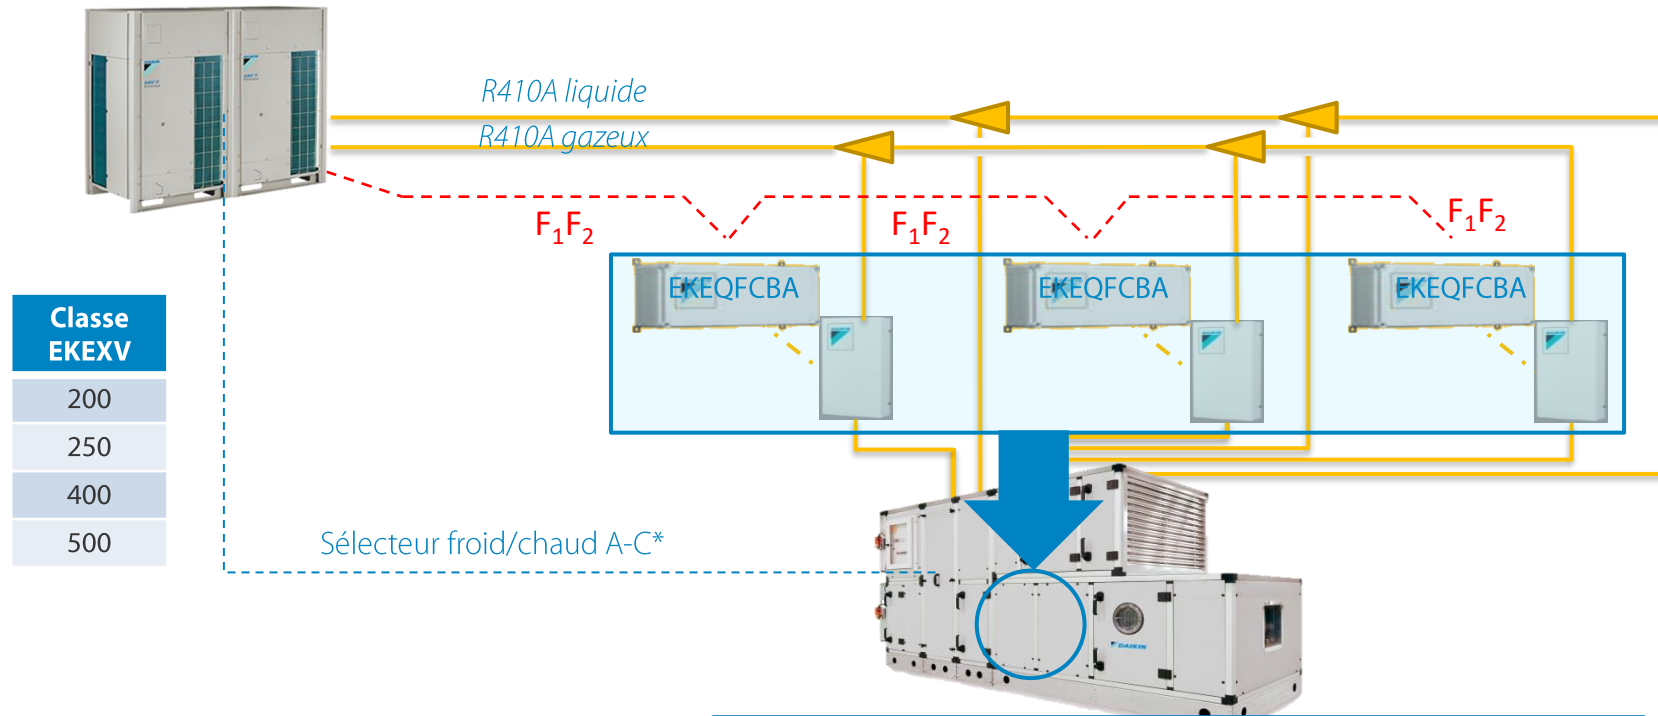 R410A liquide
R410A gazeux
F1F2
F1F2
F1F2
EKEQFCBA
EKEQFCBA
EKEQFCBA
Classe
EKEXV
200
250
400
500
Sélecteur froid/chaud A-C*
DAIKIN